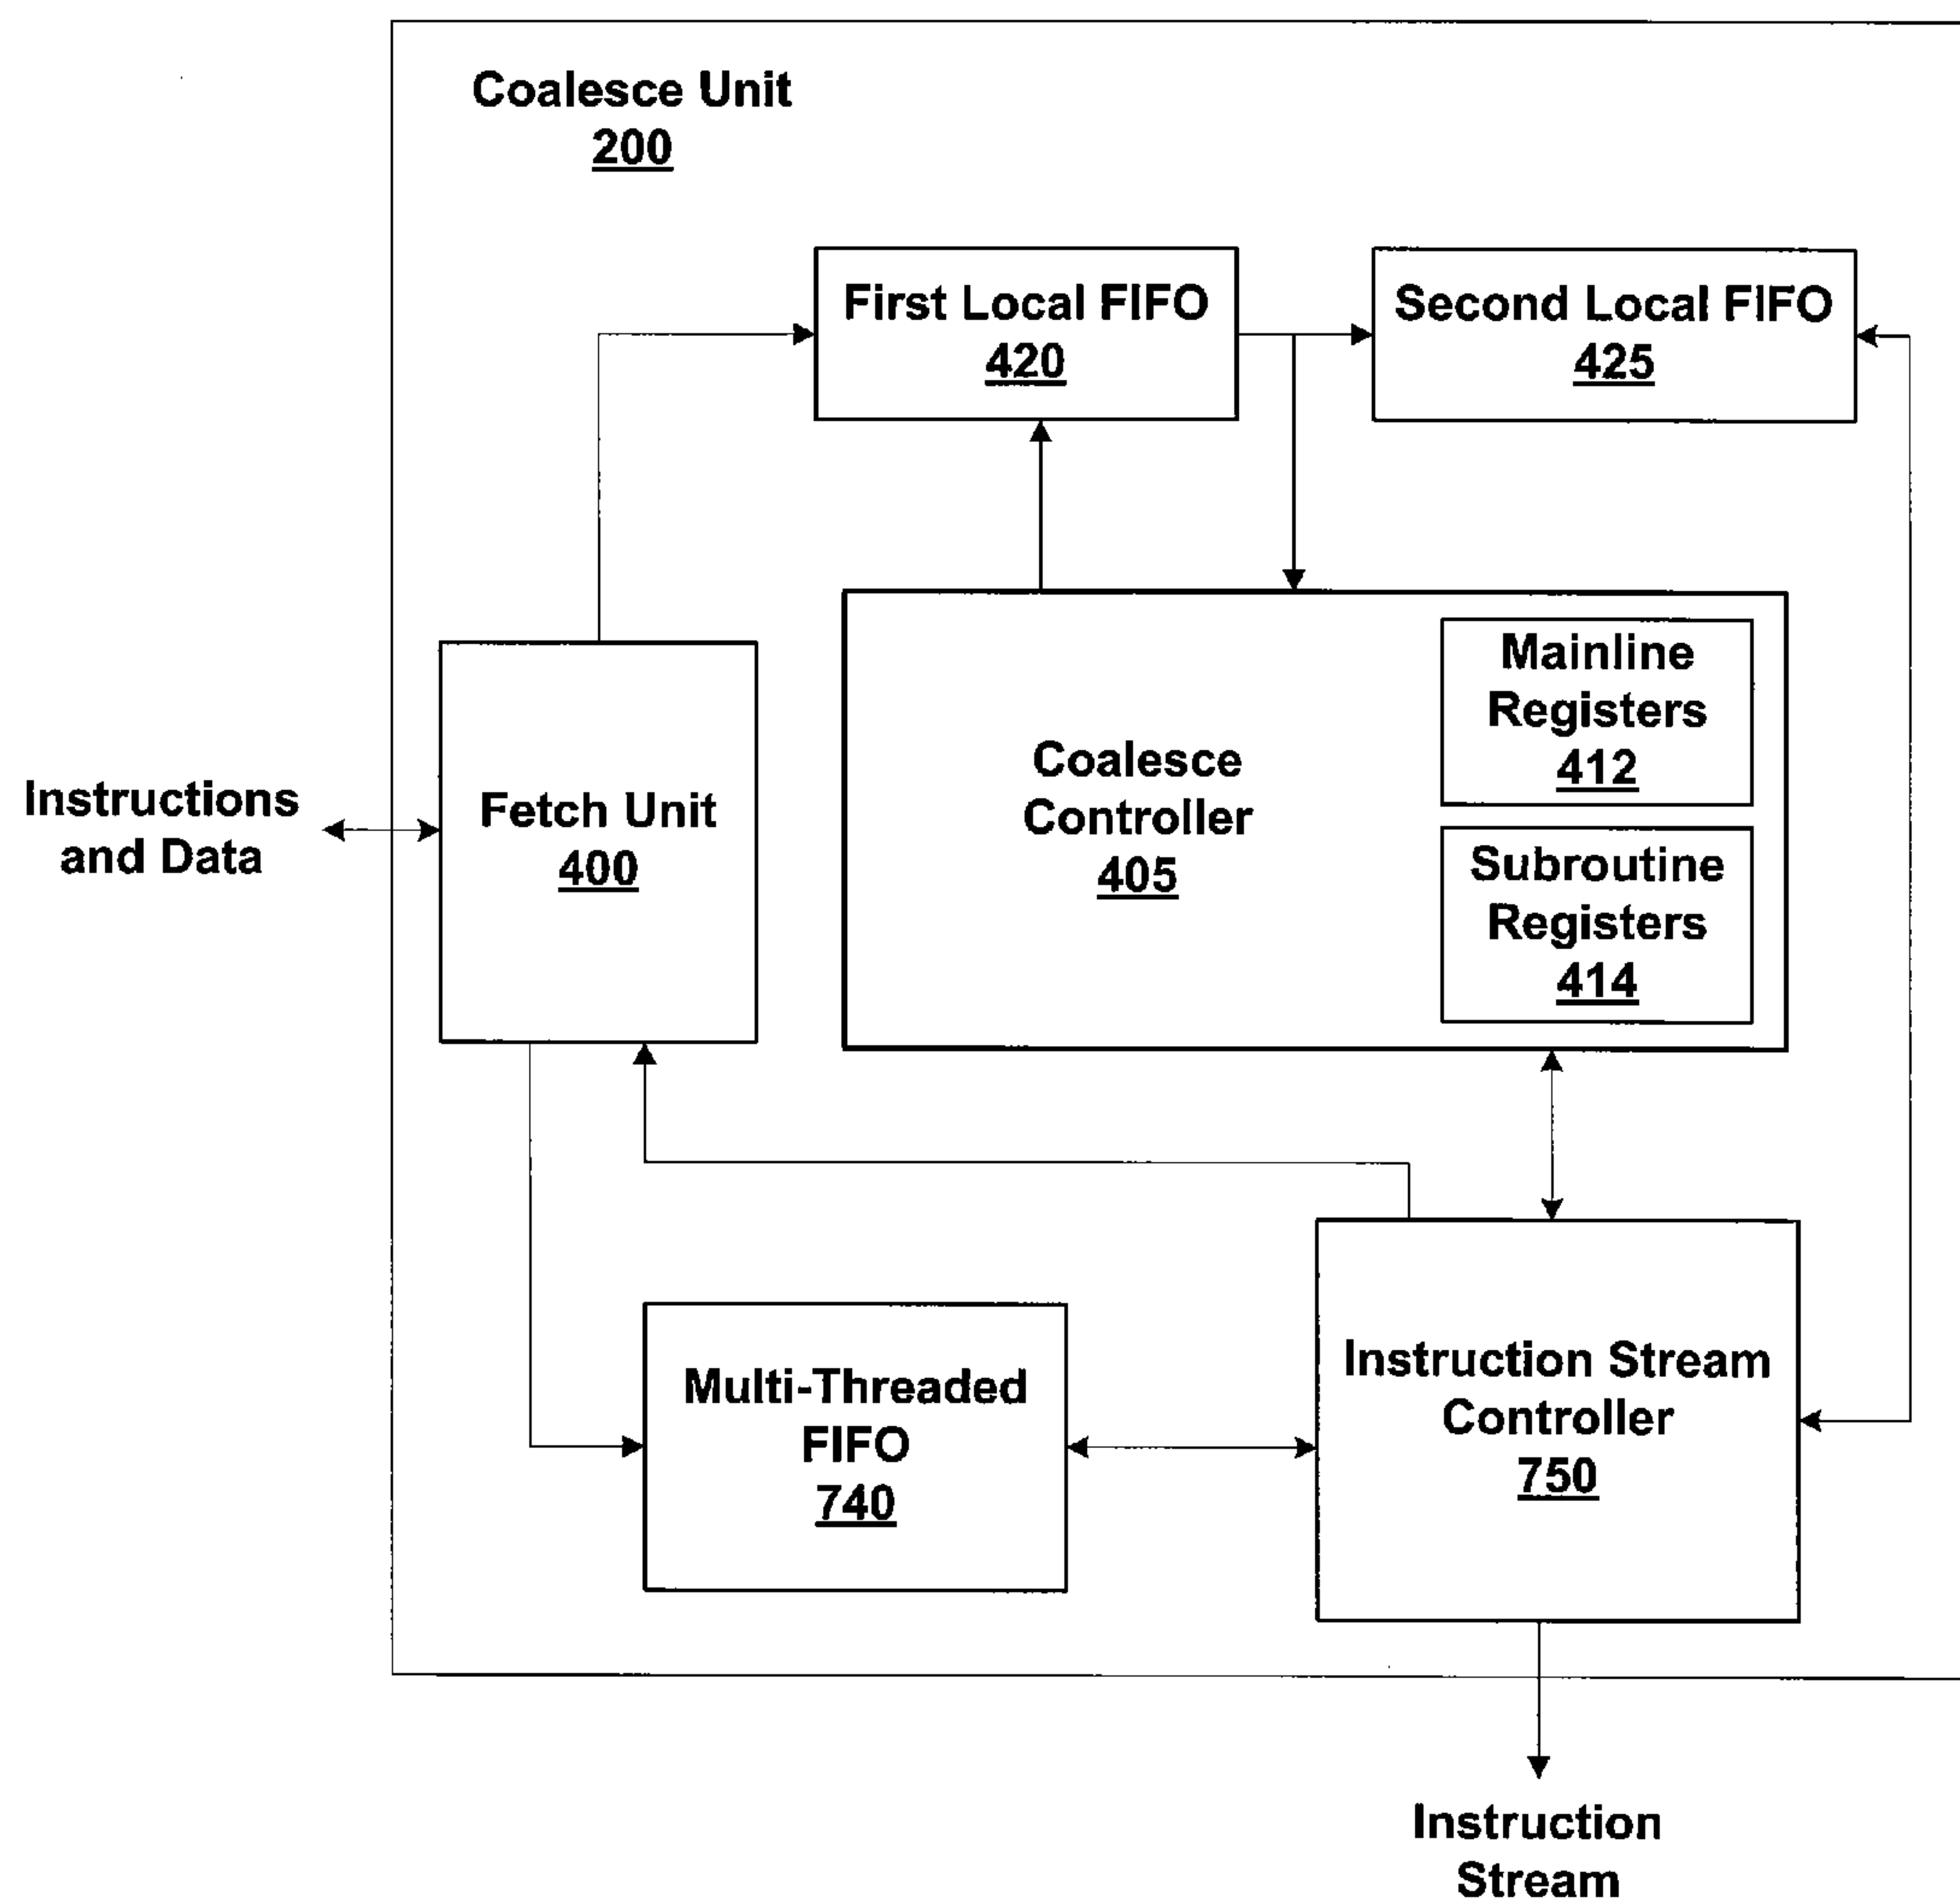 Coalesce Unit
200
First Local FIFO
420
Second Local FIFO
425
Mainline
Registers
412
Coalesce
Controller
405
Subroutine
Registers
414
Instructions
and Data
Fetch Unit
400
Multi-Threaded
FIFO
740
Instruction Stream
Controller
750
Instruction
Stream